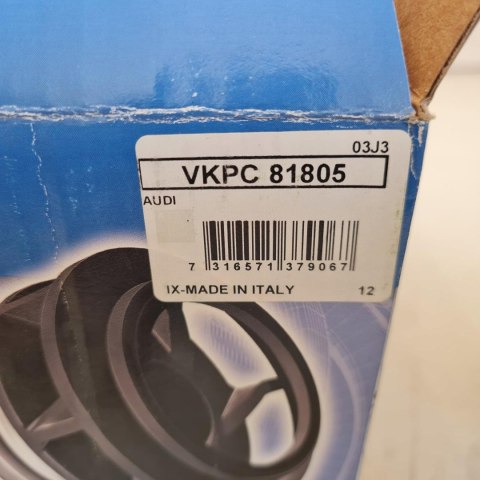 03J3
VKPC 81805
AUDI
7 316571 379067
IX-MADE IN ITALY 12